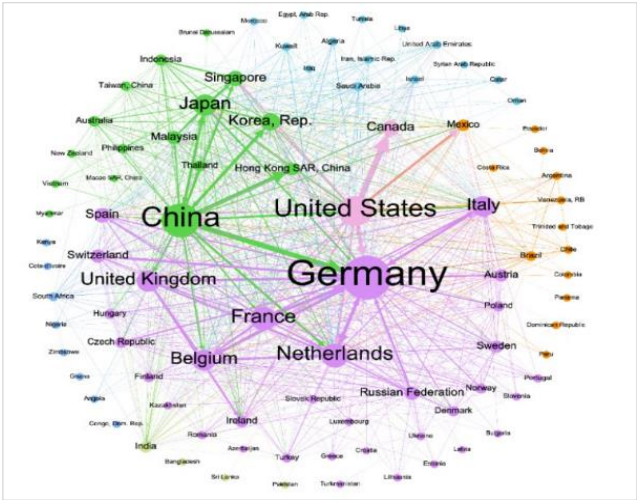 Egypt, Arab Rep.
Morocco
Tunisia
Libya
Brunei Darussalam
Kuwait
Algeria
United Arab Emirates
Indonesia
Iraq
Iran, Islamic Rep.
Syrian Arab Republic
Singapore
Taiwan, China
Saudi Arabia
Israel
Qatar
Japan
Oman
Australia
Korea, Rep.
Canada
Mexico
Ecuador
Malaysia
Philippines
Bolivia
New Zealand
Thailand
Hong Kong SAR, China
Costa Rica
Macao SAR, China
Argentina
Vietnam
Venezuela, RB
Myanmar
Spain
China
United States
Italy
Trinidad and Tobago
Kenya
Chile
Switzerland
Brazil
Cote d'Ivoire
United Kingdom
Germany
Austria
Colombia
South Africa
Panama
Hungary
France
Poland
Nigeria
Dominican Republic
Czech Republic
Sweden
Zimbabwe
Belgium
Netherlands
Peru
Ghana
Finland
Portugal
Angola
Slovak Republic
Russian Federation
Norway
Slovenia
Kazakhstan
Denmark
Congo, Dem. Rep.
Ireland
Luxembourg
Romania
Ukraine
Bulgaria
India
Azerbaijan
Croatia
Latvia
Bangladesh
Turkey
Greece
Estonia
Sri Lanka
Pakistan
Turkmenistan
Lithuania